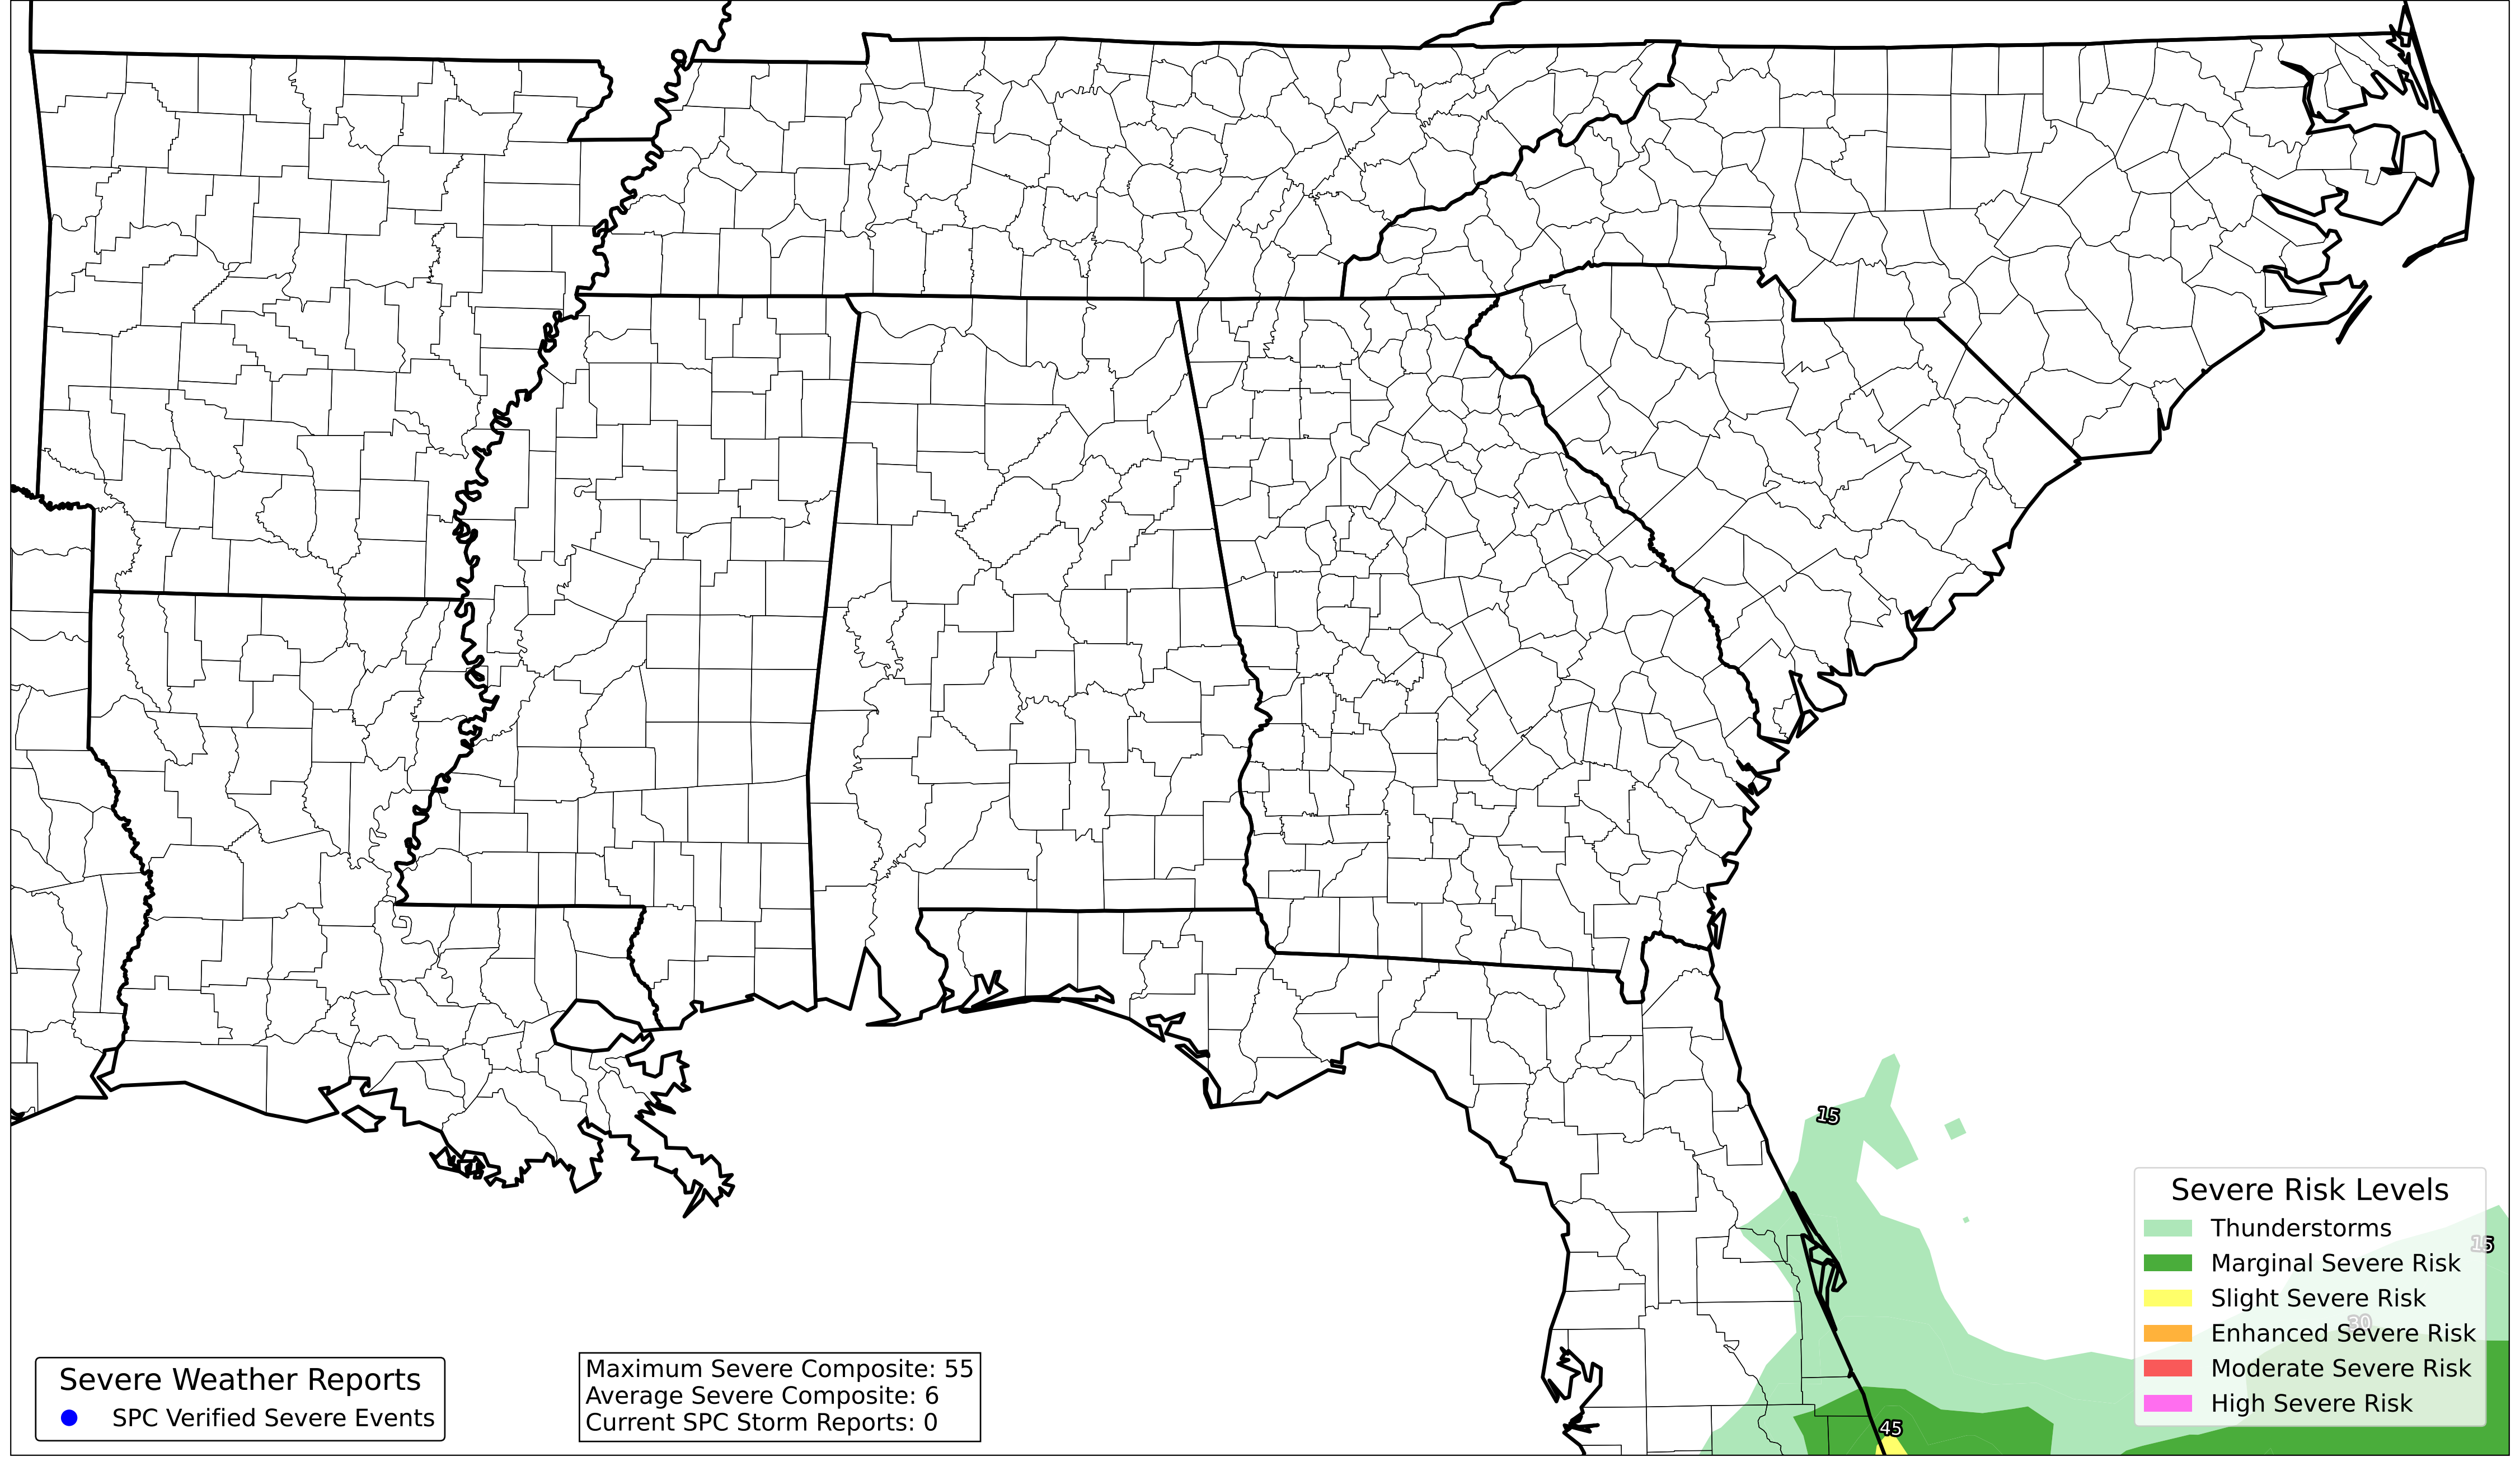 15
Severe Risk Levels
Thunderstorms
15
Marginal Severe Risk
Slight Severe Risk
30
Enhanced Severe Risk
Moderate Severe Risk
High Severe Risk
Severe Weather Reports
SPC Verified Severe Events
Maximum Severe Composite: 55
Average Severe Composite: 6
Current SPC Storm Reports: 0
45